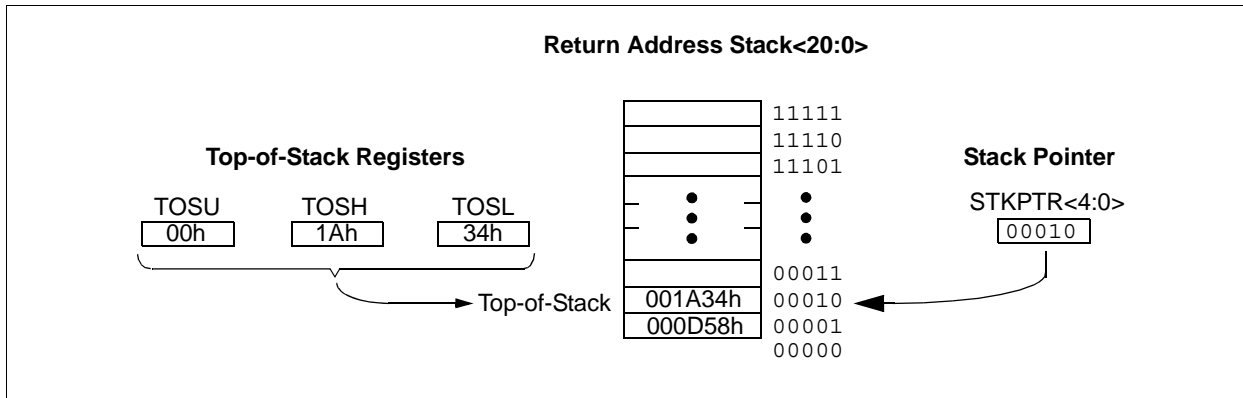 Return Address Stack<20:0>
11111
11110
Top-of-Stack Registers
11101
Stack Pointer
TOSU TOSH TOSL
STKPTR<4:0>
00h 1Ah 34h
00010
00011
Top-of-Stack 001A34h 00010
000D58h 00001
00000